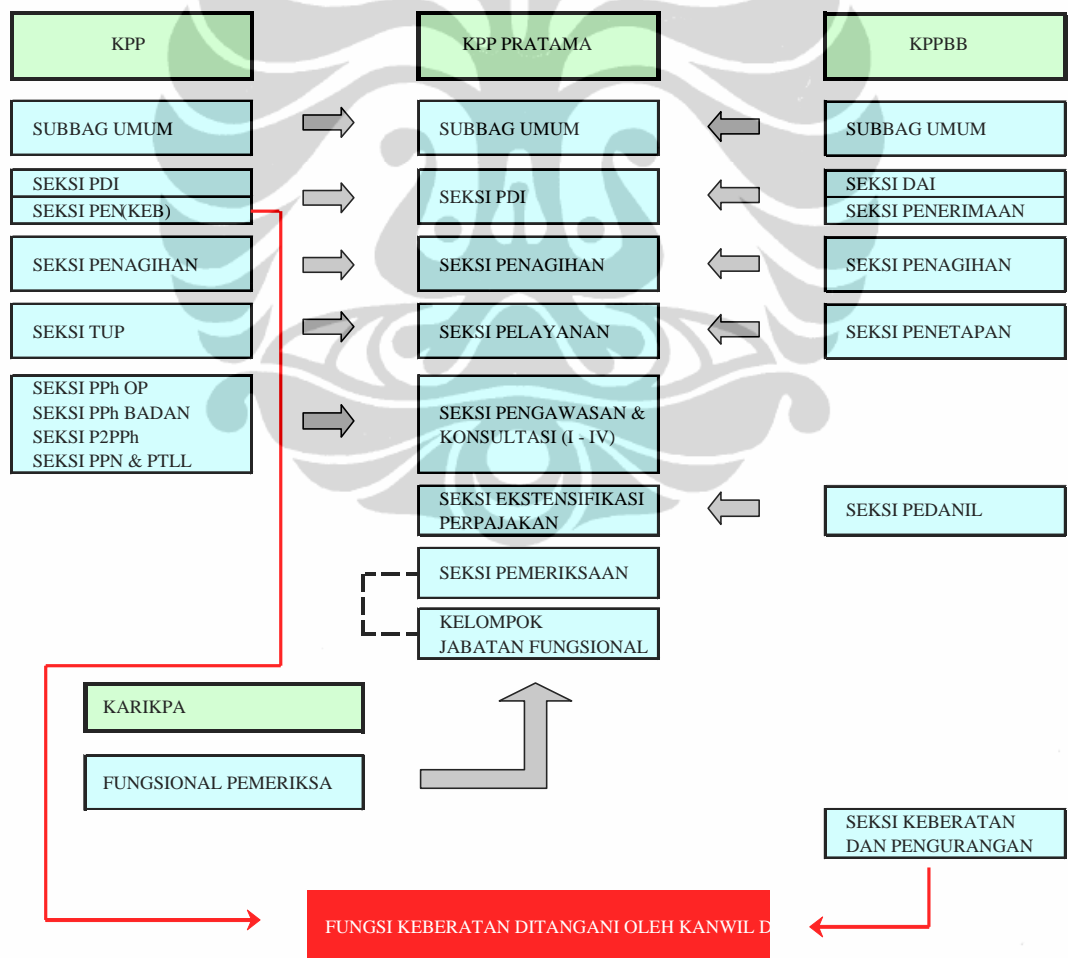 KPP
KPP PRATAMA
KPPBB
SUBBAG UMUM
SUBBAG UMUM
SUBBAG UMUM
SEKSI PDI
SEKSI PEN(KEB)
SEKSI PDI
SEKSI DAI
SEKSI PENERIMAAN
SEKSI PENAGIHAN
SEKSI PENAGIHAN
SEKSI PENAGIHAN
SEKSI TUP
SEKSI PELAYANAN
SEKSI PENETAPAN
SEKSI PPh OP
SEKSI PPh BADAN
SEKSI P2PPh
SEKSI PPN & PTLL
SEKSI PENGAWASAN &
KONSULTASI (I - IV)
SEKSI EKSTENSIFIKASI
PERPAJAKAN
SEKSI PEDANIL
SEKSI PEMERIKSAAN
KELOMPOK
JABATAN FUNGSIONAL
KARIKPA
FUNGSIONAL PEMERIKSA
SEKSI KEBERATAN
DAN PENGURANGAN
FUNGSI KEBERATAN DITANGANI OLEH KANWIL D